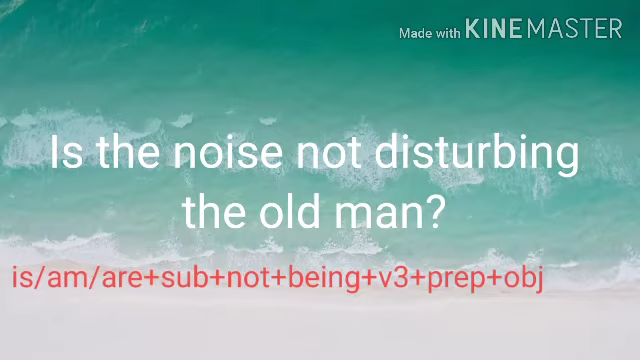 Made with KINEMASTER
Is the noise not disturbing
the old man?
is/am/are+sub+not+being+v3+prep+obj